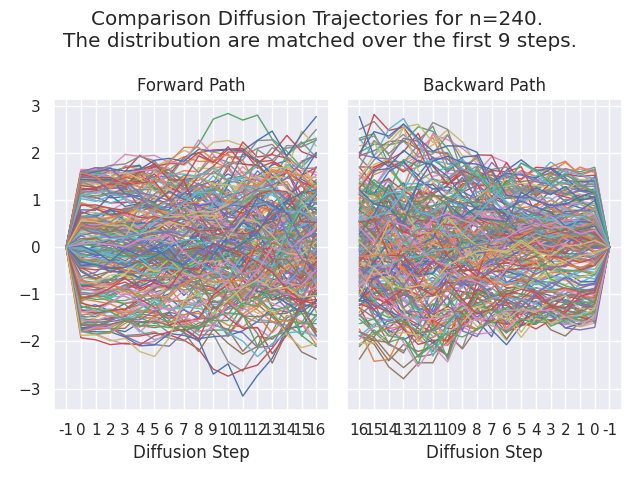 Comparison Diffusion Trajectories for n=240.
The distribution are matched over the first 9 steps.
Forward Path
Backward Path
3
2
1
0
−1
−2
−3
-1 0 1 2 3 4 5 6 7 8 9 10 11 12 13 14 15 16
16 15 14 13 12 11 10 9 8 7 6 5 4 3 2 1 0 -1
Diffusion Step
Diffusion Step